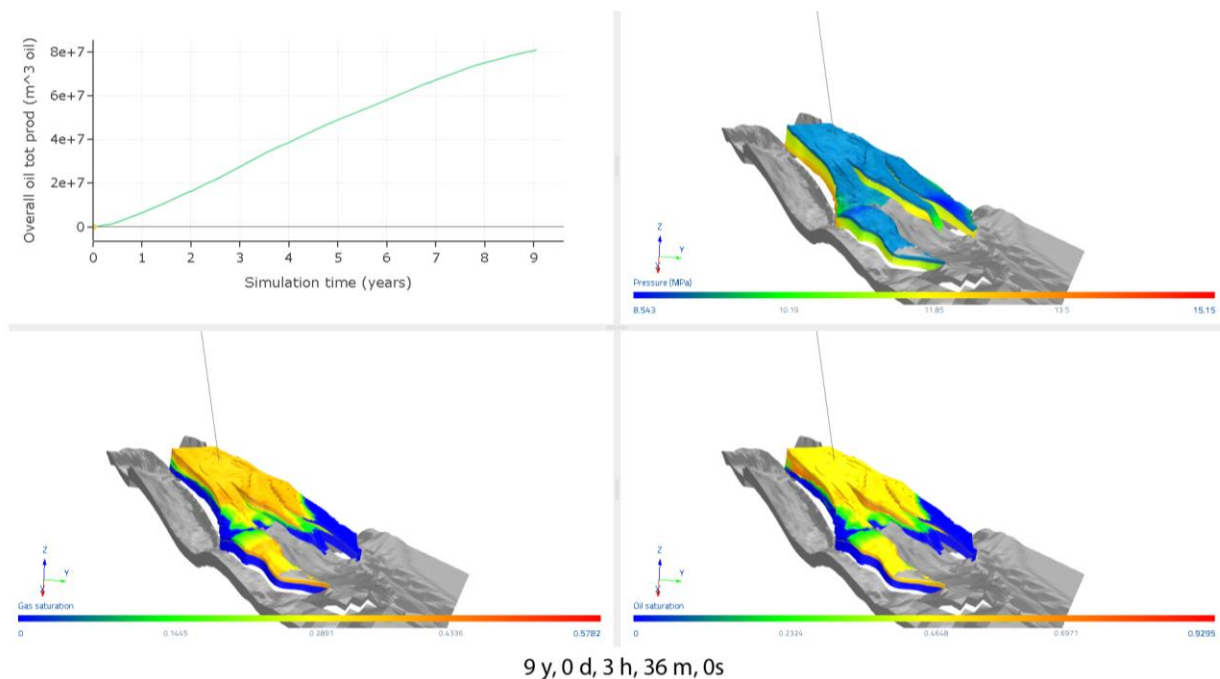 8e+7
6e+7
4e+7
2e+7
0
Overall oil tot prod (m^3 oil)
0 1 2 3 4 5 6 7 8 9
Simulation time (years)
Z
Y
Pressure (MPa)
8.543 10.19 11.85 13.5 15.15
Z
Y
Gas saturation
0 0.1445 0.2891 0.4336 0.5782
Z
Y
Oil saturation
0 0.2324 0.4648 0.6971 0.9295
9 y, 0 d, 3 h, 36 m, 0s